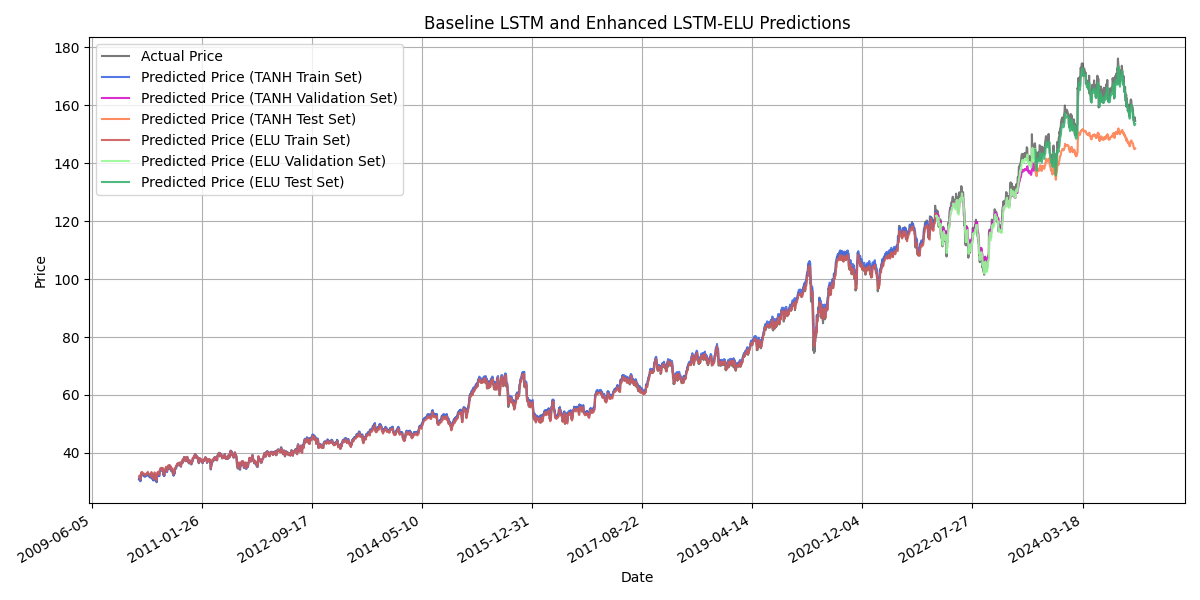 Baseline LSTM and Enhanced LSTM-ELU Predictions
180
160
140
120
100
80
60
40
Price
Actual Price
Predicted Price (TANH Train Set)
Predicted Price (TANH Validation Set)
Predicted Price (TANH Test Set)
Predicted Price (ELU Train Set)
Predicted Price (ELU Validation Set)
Predicted Price (ELU Test Set)
2009-06-05
2011-01-26
2012-09-17
2014-05-10
2015-12-31
2017-08-22
2019-04-14
2020-12-04
2022-07-27
2024-03-18
Date